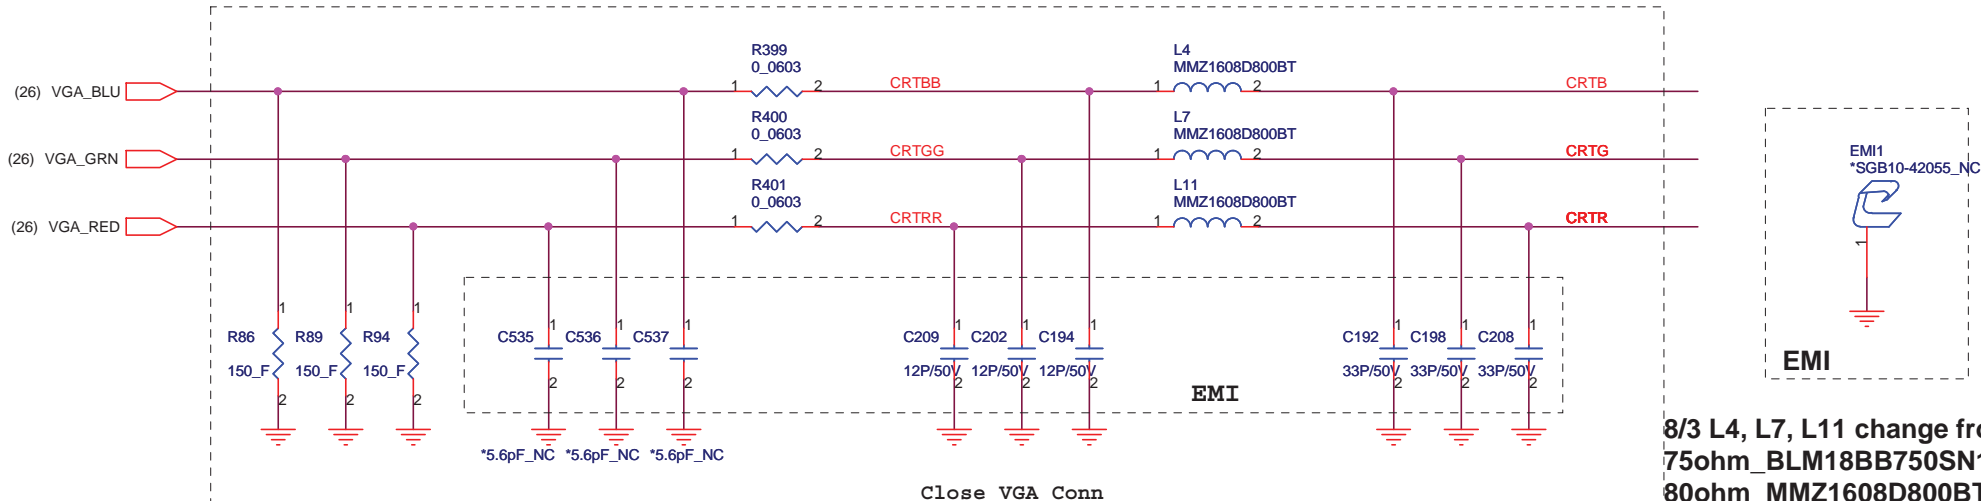 R399
0_0603
L4
MMZ1608D800BT
(26) VGA_BLU
1
2
CRTBB
1
2
CRTB
R400
0_0603
L7
MMZ1608D800BT
(26) VGA_GRN
1
2
CRTGG
1
2
CRTG
EMI1
*SGB10-42055_NC
R401
0_0603
L11
MMZ1608D800BT
(26) VGA_RED
1
2
CRTRR
1
2
CRTR
1
1
1
1
1
1
1
1
1
1
1
1
1
R86
R89
R94
C535
C536
C537
C209
C202
C194
C192
C198
C208
150_F
150_F
150_F
12P/50V
12P/50V
12P/50V
33P/50V
33P/50V
33P/50V
2
2
2
2
2
2
2
2
2
2
2
2
EMI
EMI
*5.6pF_NC
*5.6pF_NC
*5.6pF_NC
8/3 L4, L7, L11 change
75ohm_BLM18BB750SN
80ohm_MMZ1608D800BT
Close VGA Conn